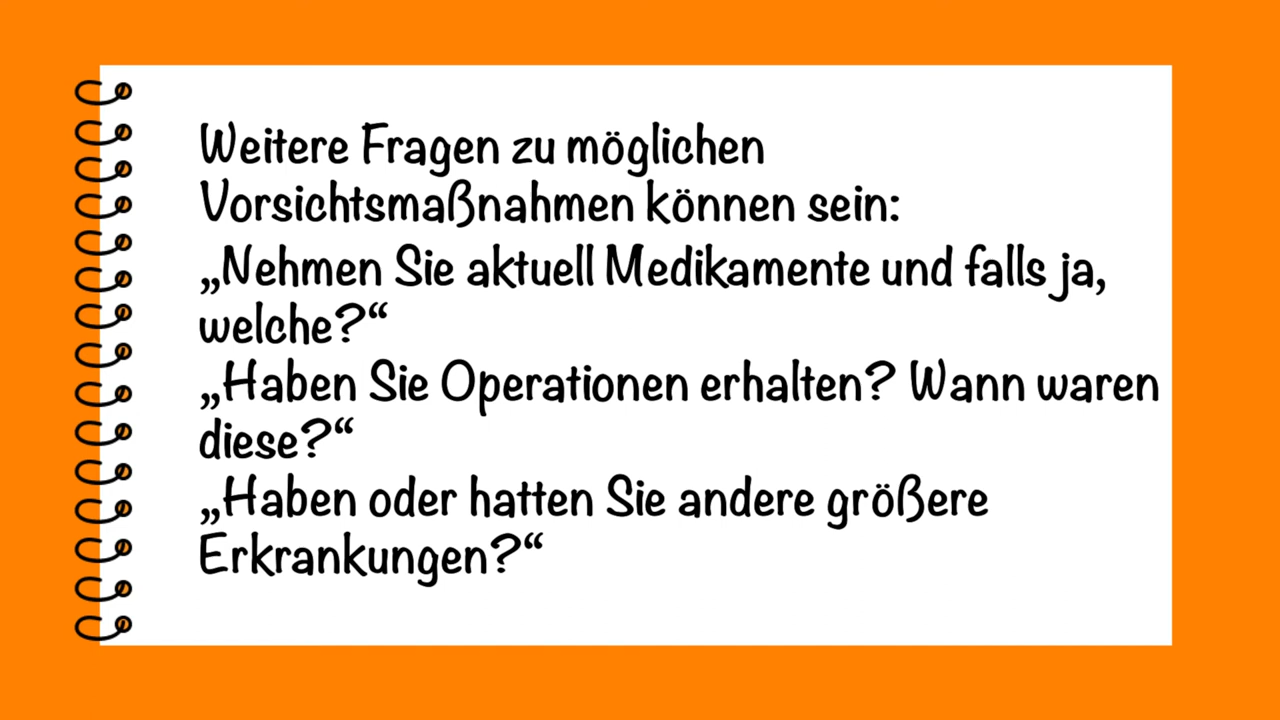 Weitere Fragen zu möglichen
Vorsichtsmaßnahmen können sein:
„Nehmen Sie aktuell Medikamente und falls ja,
welche?“
„Haben Sie Operationen erhalten? Wann waren
diese?“
„Haben oder hatten Sie andere größere
Erkrankungen?“